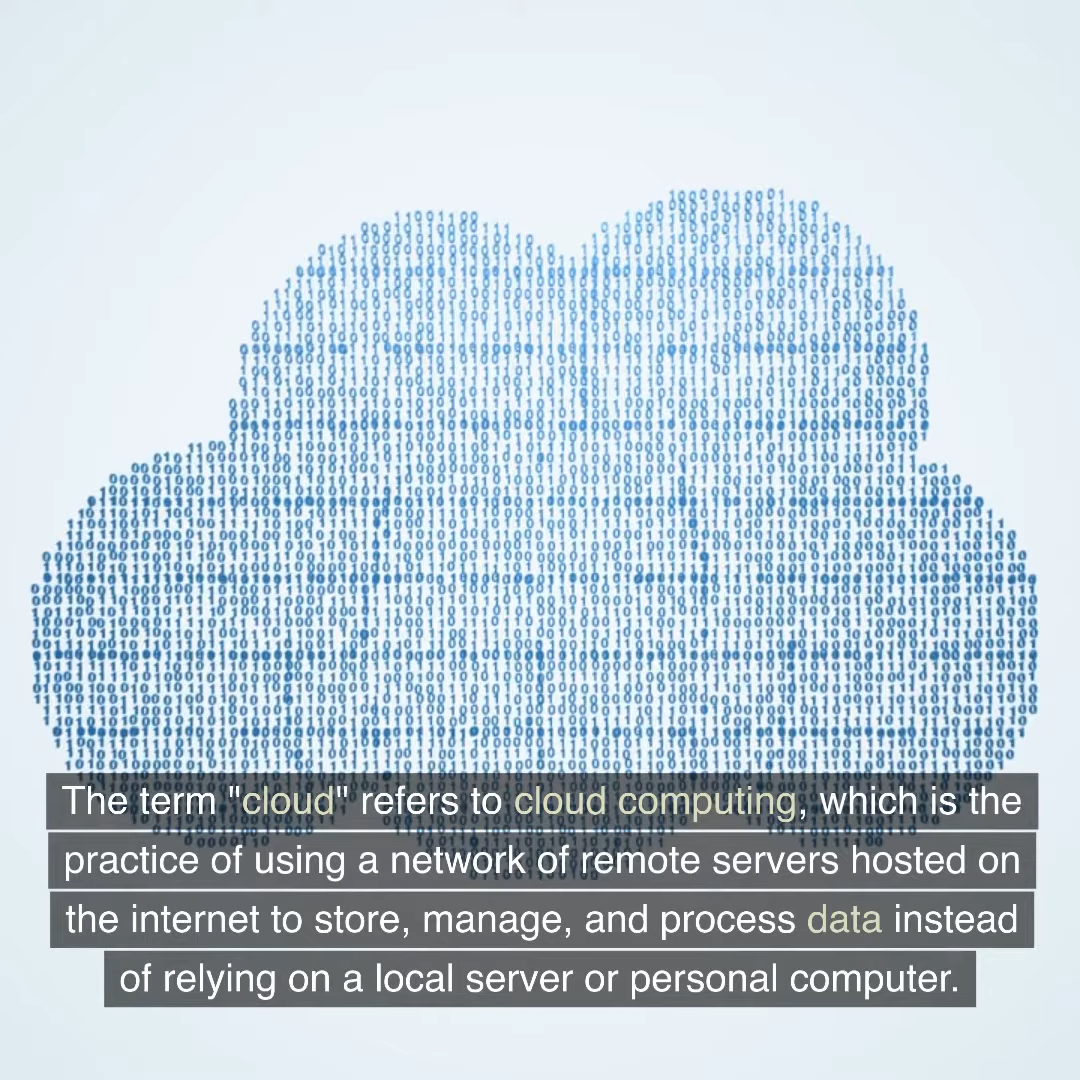 The term "cloud" refers to cloud computing, which is the
practice of using a network of remote servers hosted on
the internet to store, manage, and process data instead
of relying on a local server or personal computer.